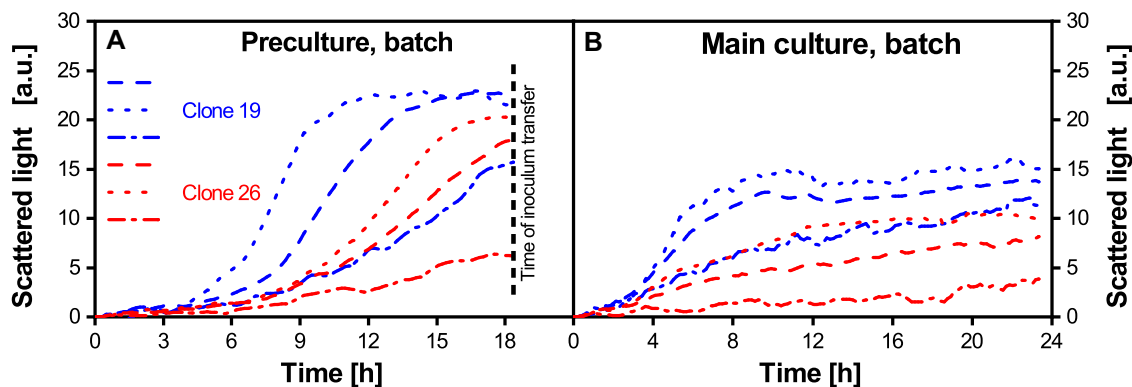 A
Preculture, batch
Clone 19
Clone 26
Time of inoculum transfer
Scattered light [a.u.]
30
25
20
15
10
5
0
0 3 6 9 12 15 18
Time [h]
B
Main culture, batch
30
25
20
15
10
5
0
Scattered light [a.u.]
0 4 8 12 16 20 24
Time [h]